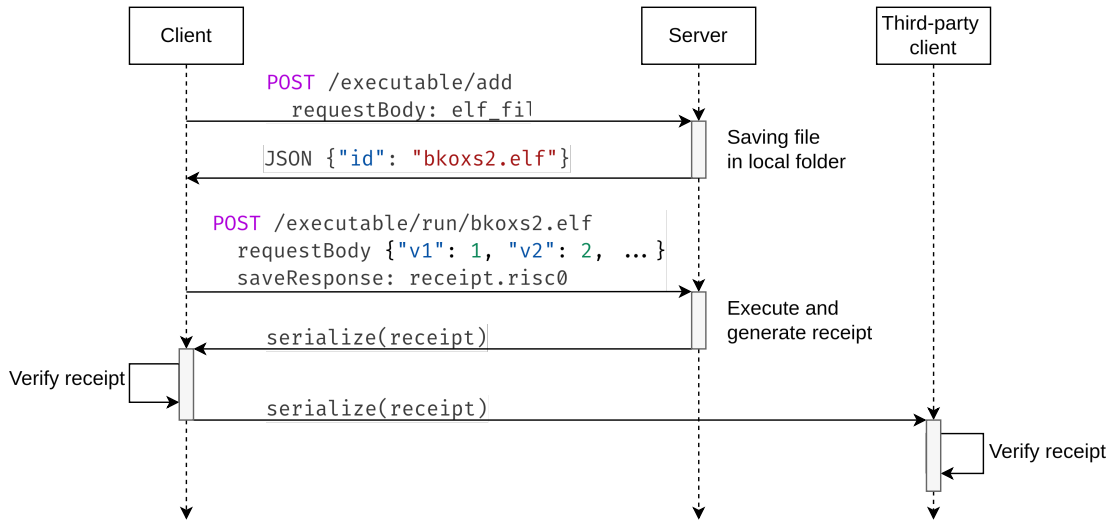 Client
Server
Third-party
client
POST /executable/add
requestBody: elf_fil
Saving file
in local folder
JSON {"id": "bkoxs2.elf"}
POST /executable/run/bkoxs2.elf
requestBody {"v1": 1, "v2": 2, ...}
saveResponse: receipt.risc0
Execute and
generate receipt
serialize(receipt)
Verify receipt
serialize(receipt)
Verify receipt